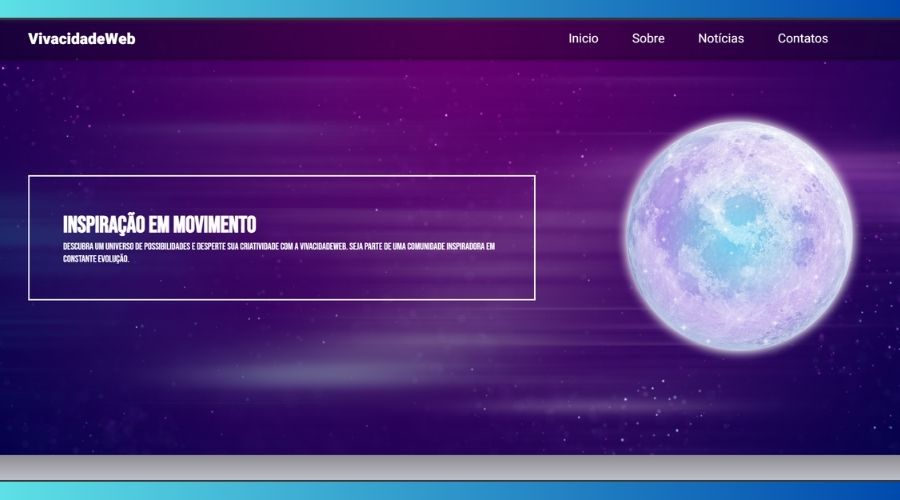 VivacidadeWeb
Inicio Sobre Notícias Contatos
INSPIRAÇÃO EM MOVIMENTO
DESCUBRA UM UNIVERSO DE POSSIBILIDADES E DESPERTE SUA CRIATIVIDADE COM A VIVACIDADEWEB. SEJA PARTE DE UMA COMUNIDADE INSPIRADORA EM
CONSTANTE EVOLUÇÃO.